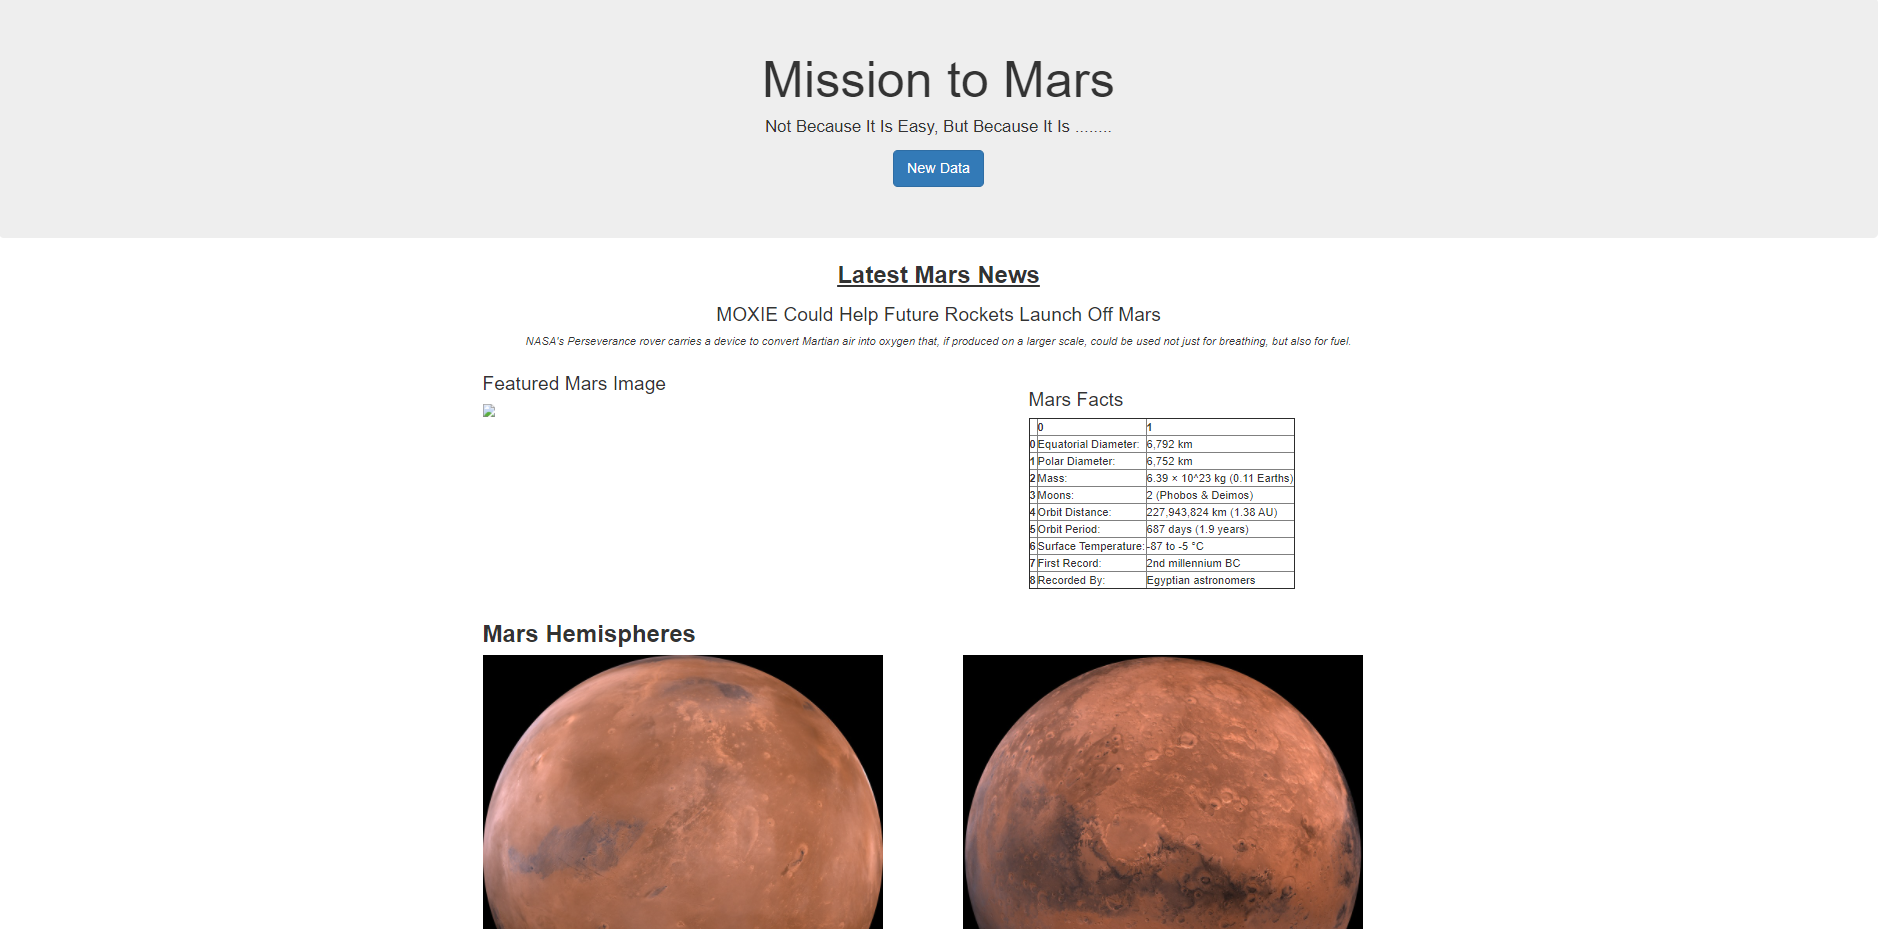 Mission to Mars
Not Because It Is Easy, But Because It Is ........
New Data
Latest Mars News
MOXIE Could Help Future Rockets Launch Off Mars
NASA's Perseverance rover carries a device to convert Martian air into oxygen that, if produced on a larger scale, could be used not just for breathing, but also for fuel.
Featured Mars Image
Mars Facts
0 1
0 Equatorial Diameter: 6,792 km
1 Polar Diameter: 6,752 km
2 Mass: 6.39 × 10^23 kg (0.11 Earths)
3 Moons: 2 (Phobos & Deimos)
4 Orbit Distance: 227,943,824 km (1.38 AU)
5 Orbit Period: 687 days (1.9 years)
6 Surface Temperature: -87 to -5 °C
7 First Record: 2nd millennium BC
8 Recorded By: Egyptian astronomers
Mars Hemispheres